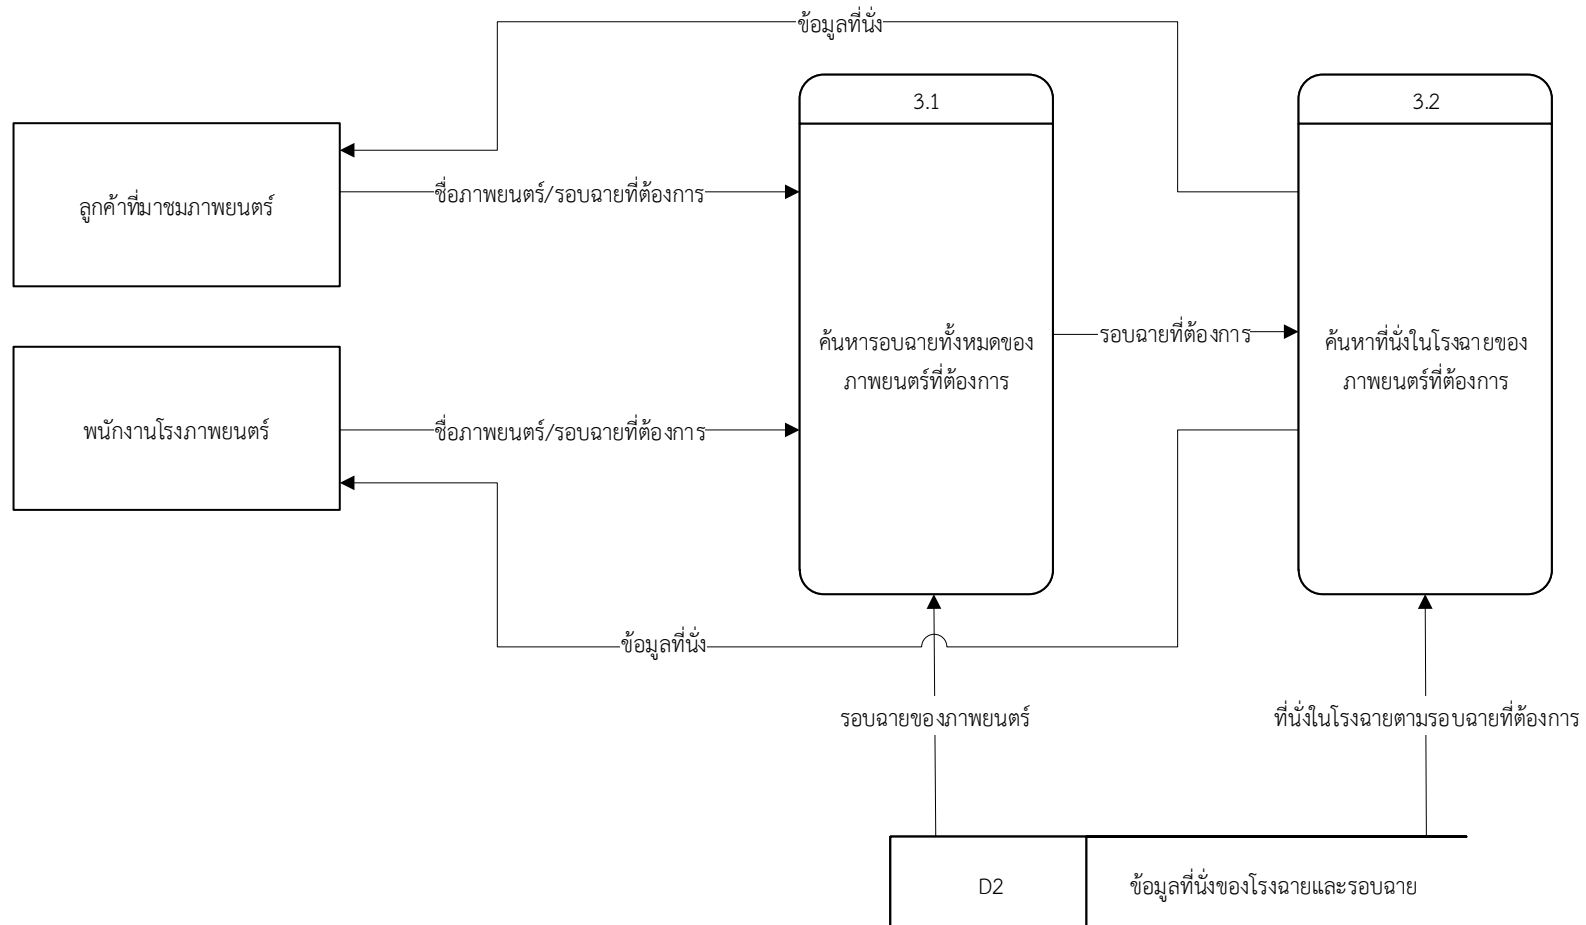 ข้อมูลที่นั่ง
3.1
3.2
ลูกค้าที่มาชมภาพยนตร์
ชื่อภาพยนตร์/รอบฉายที่ต้องการ
ค้นหารอบฉายทั้งหมดของ
ภาพยนตร์ที่ต้องการ
รอบฉายที่ต้องการ
ค้นหาที่นั่งในโรงฉายของ
ภาพยนตร์ที่ต้องการ
พนักงานโรงภาพยนตร์
ชื่อภาพยนตร์/รอบฉายที่ต้องการ
ข้อมูลที่นั่ง
รอบฉายของภาพยนตร์
ที่นั่งในโรงฉายตามรอบฉายที่ต้องการ
D2
ข้อมูลที่นั่งของโรงฉายและรอบฉาย